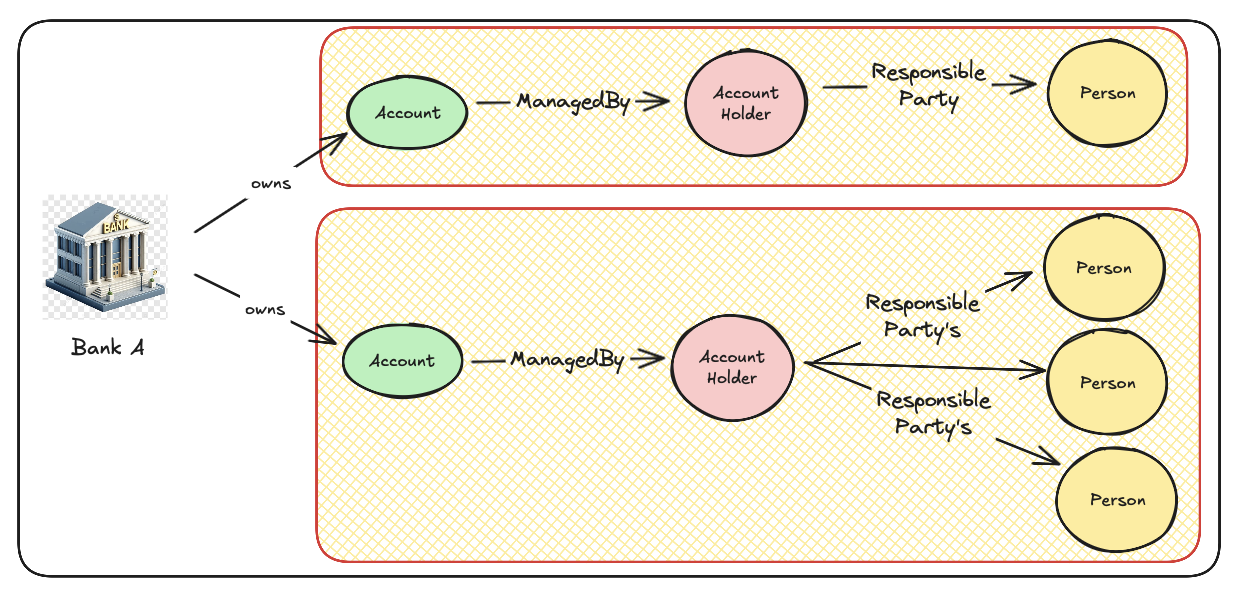 Account
ManagedBy
Account
Holder
Responsible
Party
Person
owns
BANK
Bank A
owns
Account
ManagedBy
Account
Holder
Responsible
Party's
Responsible
Party's
Person
Person
Person